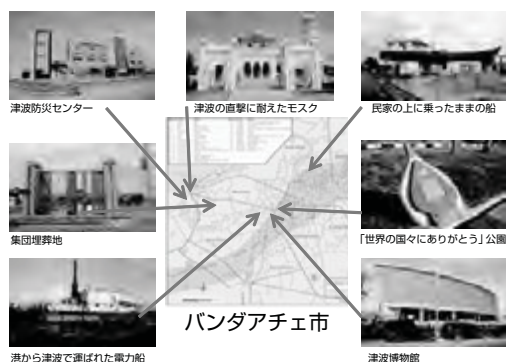 津波防災センター
津波の直撃に耐えたモスク
民家の上に乗ったままの船
集団埋葬地
「世界の国々にありがとう」公園
バンダアチェ市
港から津波で運ばれた電力船
津波博物館